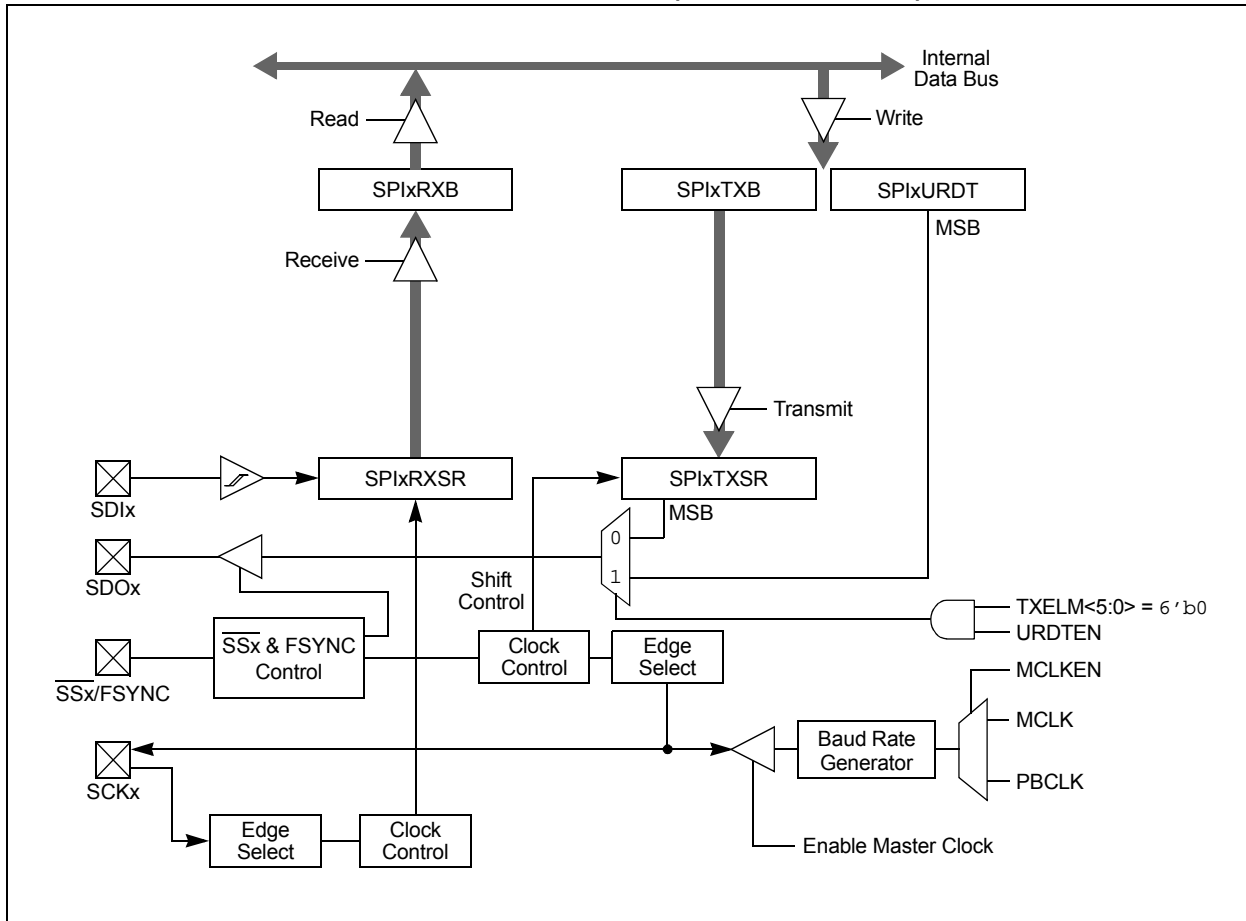 Internal
Data Bus
Read
Write
SPIxRXB
SPIxTXB
SPIxURDT
MSB
Receive
Transmit
SPIxRXSR
SPIxTXSR
SDIx
MSB
0
1
SDOx
Shift
Control
TXELM<5:0> = 6'b0
URDTEN
SSx & FSYNC
Control
Clock
Control
Edge
Select
SSx/FSYNC
MCLKEN
MCLK
Baud Rate
Generator
PBCLK
SCKx
Edge
Select
Clock
Control
Enable Master Clock